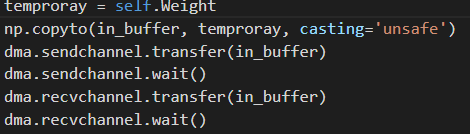 temproray = self.Weight
np.copyto(in_buffer, temproray, casting='unsafe')
dma.sendchannel.transfer(in_buffer)
dma.sendchannel.wait()
dma.recvchannel.transfer(in_buffer)
dma.recvchannel.wait()